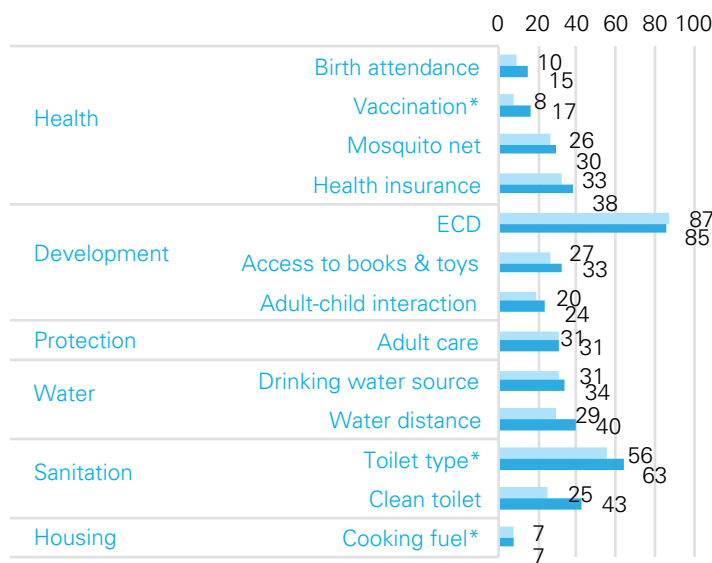 0 20 40 60 80 100
Health
Birth attendance 10
15
Vaccination* 8 17
Mosquito net 26
30
Health insurance 33
38
Development
ECD 87
85
Access to books & toys 27
33
Adult-child interaction 20
24
Protection Adult care 31
31
Water
Drinking water source 31
34
Water distance 29
40
Sanitation
Toilet type* 56
63
Clean toilet 25
43
Housing Cooking fuel* 7
7